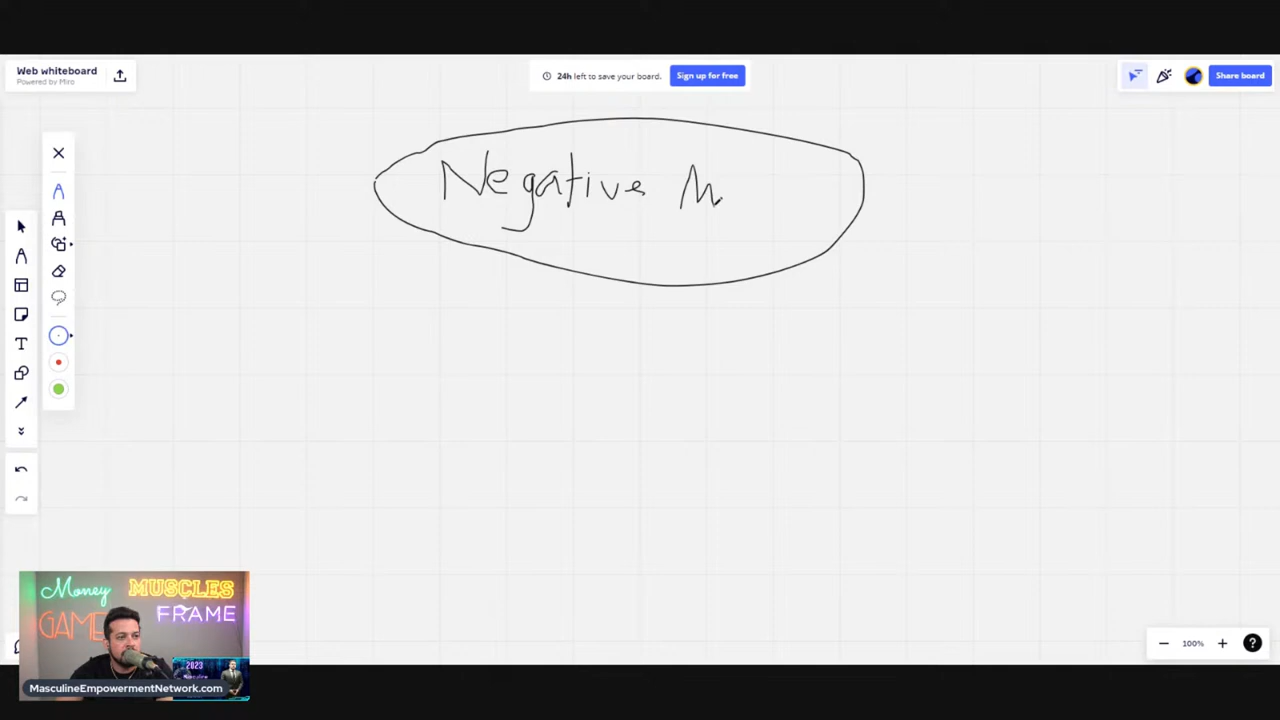 Web whiteboard
Powered by Miro
24h left to save your board.
Sign up for free
Share board
Negative M
T
Money
MUSCLES
GAME
FRAME
2023
Masculine
MasculineEmpowermentNetwork.com
100%
?